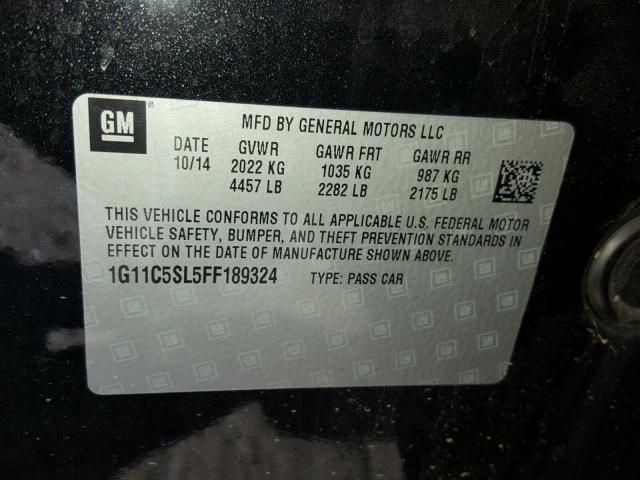 GM
MFD BY GENERAL MOTORS LLC
DATE GVWR GAWR FRT GAWR RR
10/14 2022 KG 1035 KG 987 KG
4457 LB 2282 LB 2175 LB
THIS VEHICLE CONFORMS TO ALL APPLICABLE U.S. FEDERAL MOTOR
VEHICLE SAFETY, BUMPER, AND THEFT PREVENTION STANDARDS IN
EFFECT ON THE DATE OF MANUFACTURE SHOWN ABOVE.
1G11C5SL5FF189324 TYPE: PASS CAR